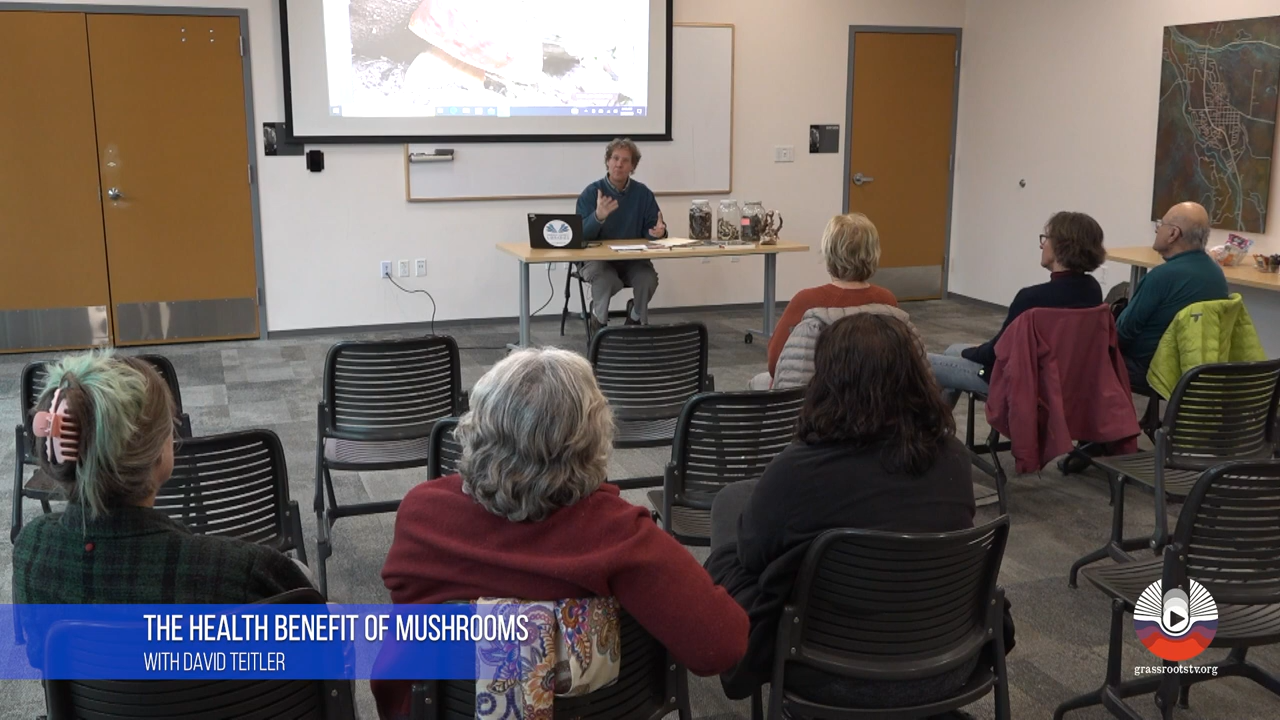 THE HEALTH BENEFIT OF MUSHROOMS
WITH DAVID TEITLER
grassrootstv.org